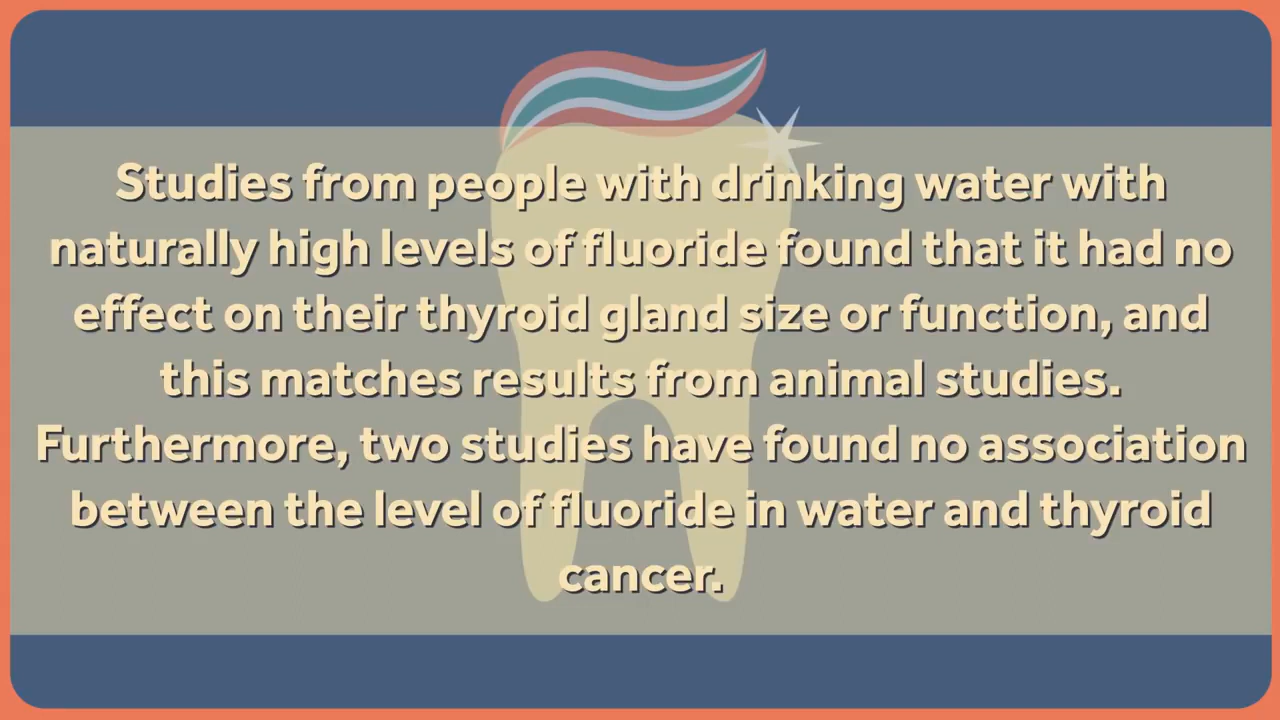 Studies from people with drinking water with
naturally high levels of fluoride found that it had no
effect on their thyroid gland size or function, and
this matches results from animal studies.
Furthermore, two studies have found no association
between the level of fluoride in water and thyroid
cancer.